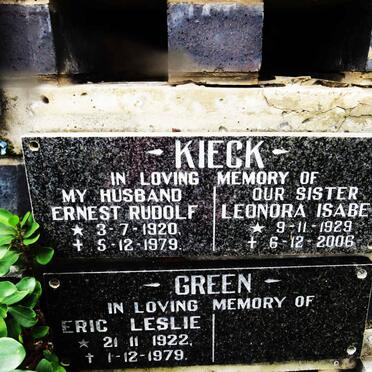 - KIECK -
IN LOVING MEMORY OF
MY HUSBAND OUR SISTER
ERNEST RUDOLF LEONORA ISABE
★ 3-7-1920. ★ 9-11-1929
✝ 5-12-1979. ✝ 6-12-2006
- GREEN -
IN LOVING MEMORY OF
ERIC LESLIE
★ 21 11 1922,
✝ 1-12-1979.